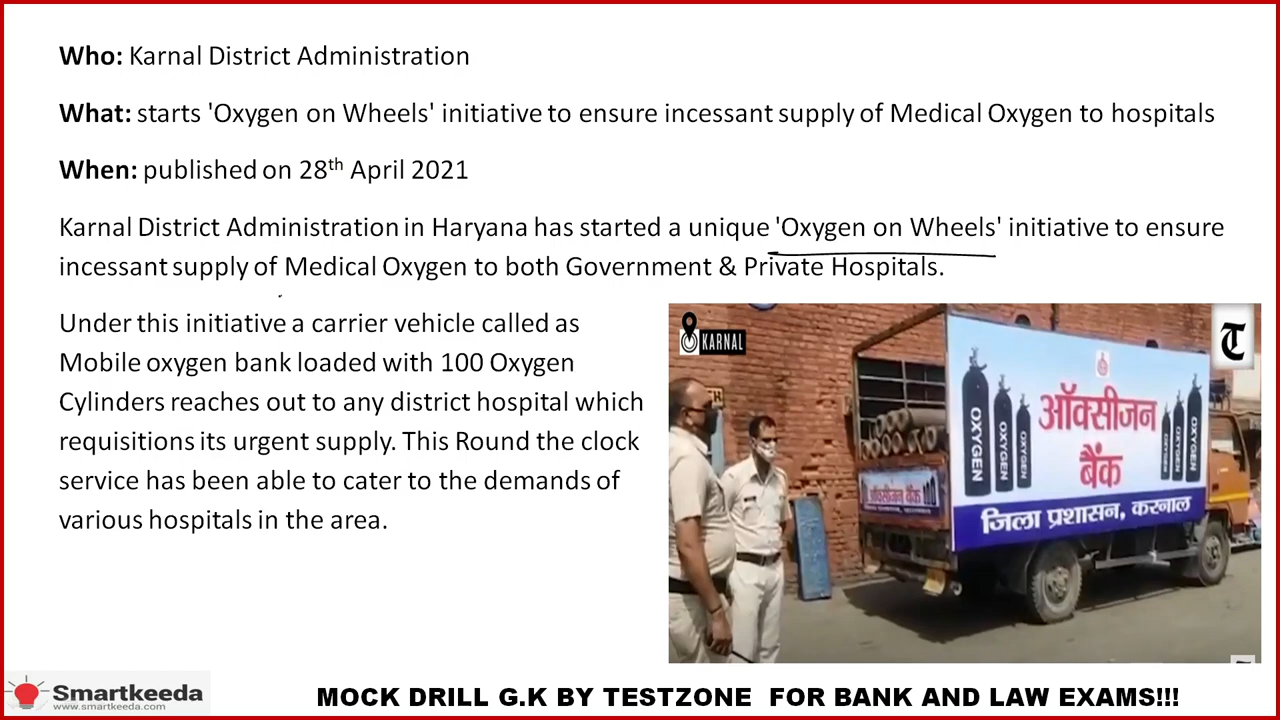 Who: Karnal District Administration
What: starts 'Oxygen on Wheels' initiative to ensure incessant supply of Medical Oxygen to hospitals
When: published on 28th April 2021
Karnal District Administration in Haryana has started a unique 'Oxygen on Wheels' initiative to ensure
incessant supply of Medical Oxygen to both Government & Private Hospitals.
Under this initiative a carrier vehicle called as
Mobile oxygen bank loaded with 100 Oxygen
Cylinders reaches out to any district hospital which
requisitions its urgent supply. This Round the clock
service has been able to cater to the demands of
various hospitals in the area.
KARNAL
T
ऑक्सीजन
बैंक
OXYGEN
OXYGEN
OXYGEN
OXYGEN
OXYGEN
OXYGEN
जिला प्रशासन, करनाल
ऑक्सीजन बैंक
Smartkeeda
www.smartkeeda.com
MOCK DRILL G.K BY TESTZONE FOR BANK AND LAW EXAMS!!!